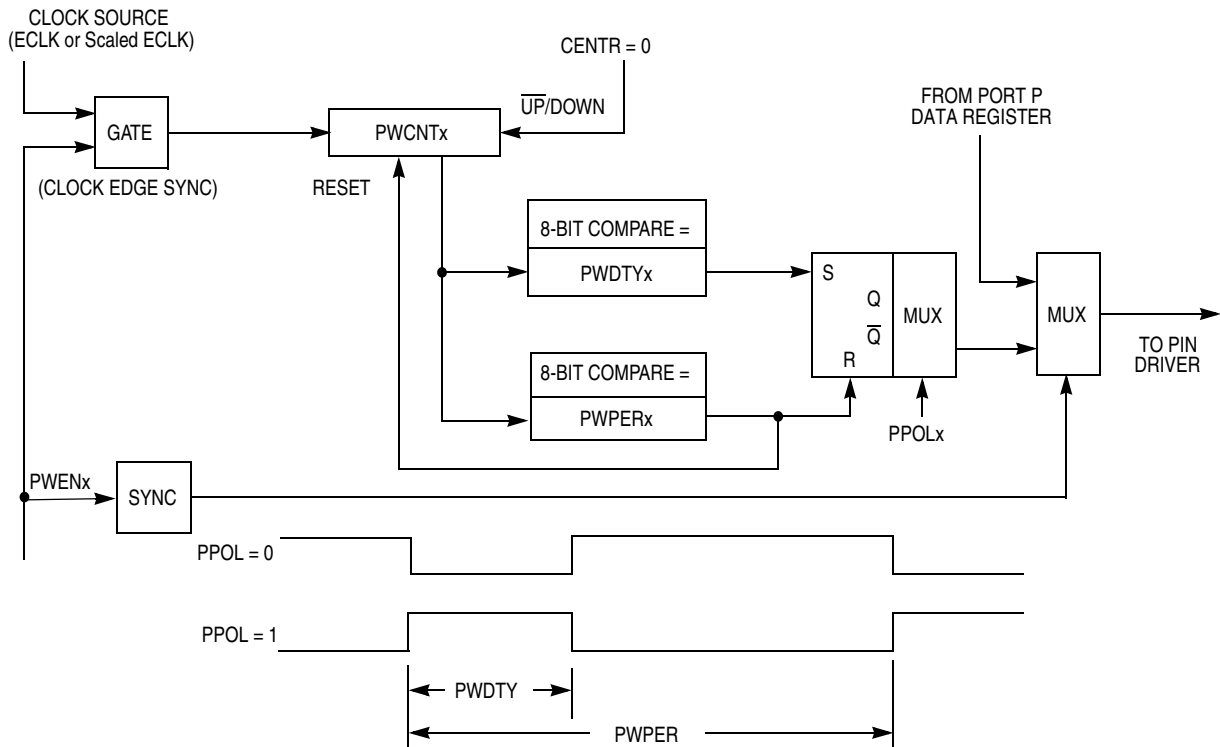 CLOCK SOURCE
(ECLK or Scaled ECLK)
CENTR = 0
U̅P̅/DOWN
FROM PORT P
DATA REGISTER
GATE
PWCNTx
(CLOCK EDGE SYNC)
RESET
8-BIT COMPARE =
PWDTYx
S
Q
Q̅
R
MUX
MUX
TO PIN
DRIVER
8-BIT COMPARE =
PWPERx
PPOLx
PWENx
SYNC
PPOL = 0
PPOL = 1
PWDTY
PWPER